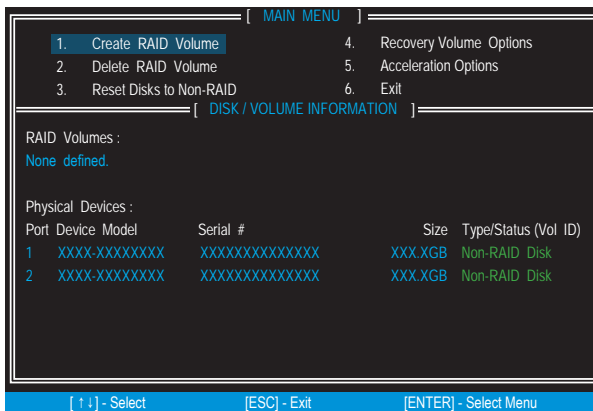 [ MAIN MENU ]
1. Create RAID Volume 4. Recovery Volume Options
2. Delete RAID Volume 5. Acceleration Options
3. Reset Disks to Non-RAID 6. Exit
[ DISK / VOLUME INFORMATION ]
RAID Volumes :
None defined.
Physical Devices :
Port Device Model Serial # Size Type/Status (Vol ID)
1 XXXX-XXXXXXXX XXXXXXXXXXXXXX XXX.XGB Non-RAID Disk
2 XXXX-XXXXXXXX XXXXXXXXXXXXXX XXX.XGB Non-RAID Disk
[ ↑↓] - Select [ESC] - Exit [ENTER] - Select Menu